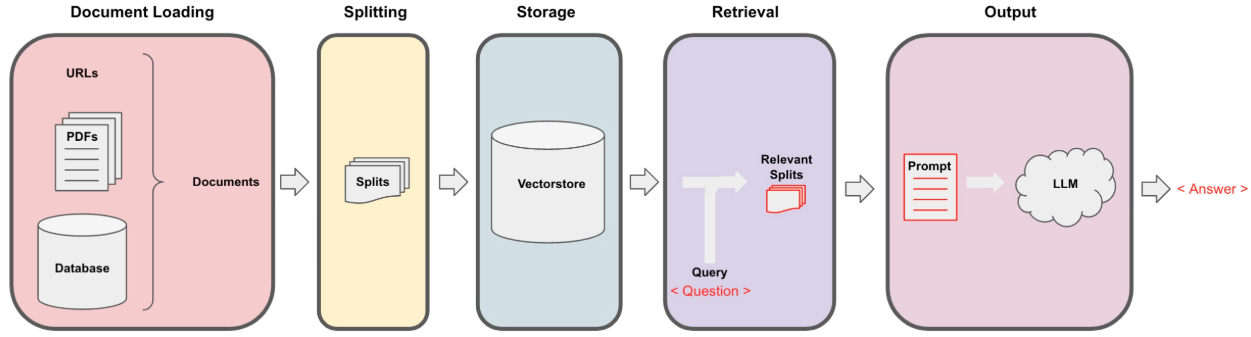 Document Loading
Splitting
Storage
Retrieval
Output
URLs
PDFs
Documents
Database
Splits
Vectorstore
Relevant
Splits
Query
< Question >
Prompt
LLM
< Answer >